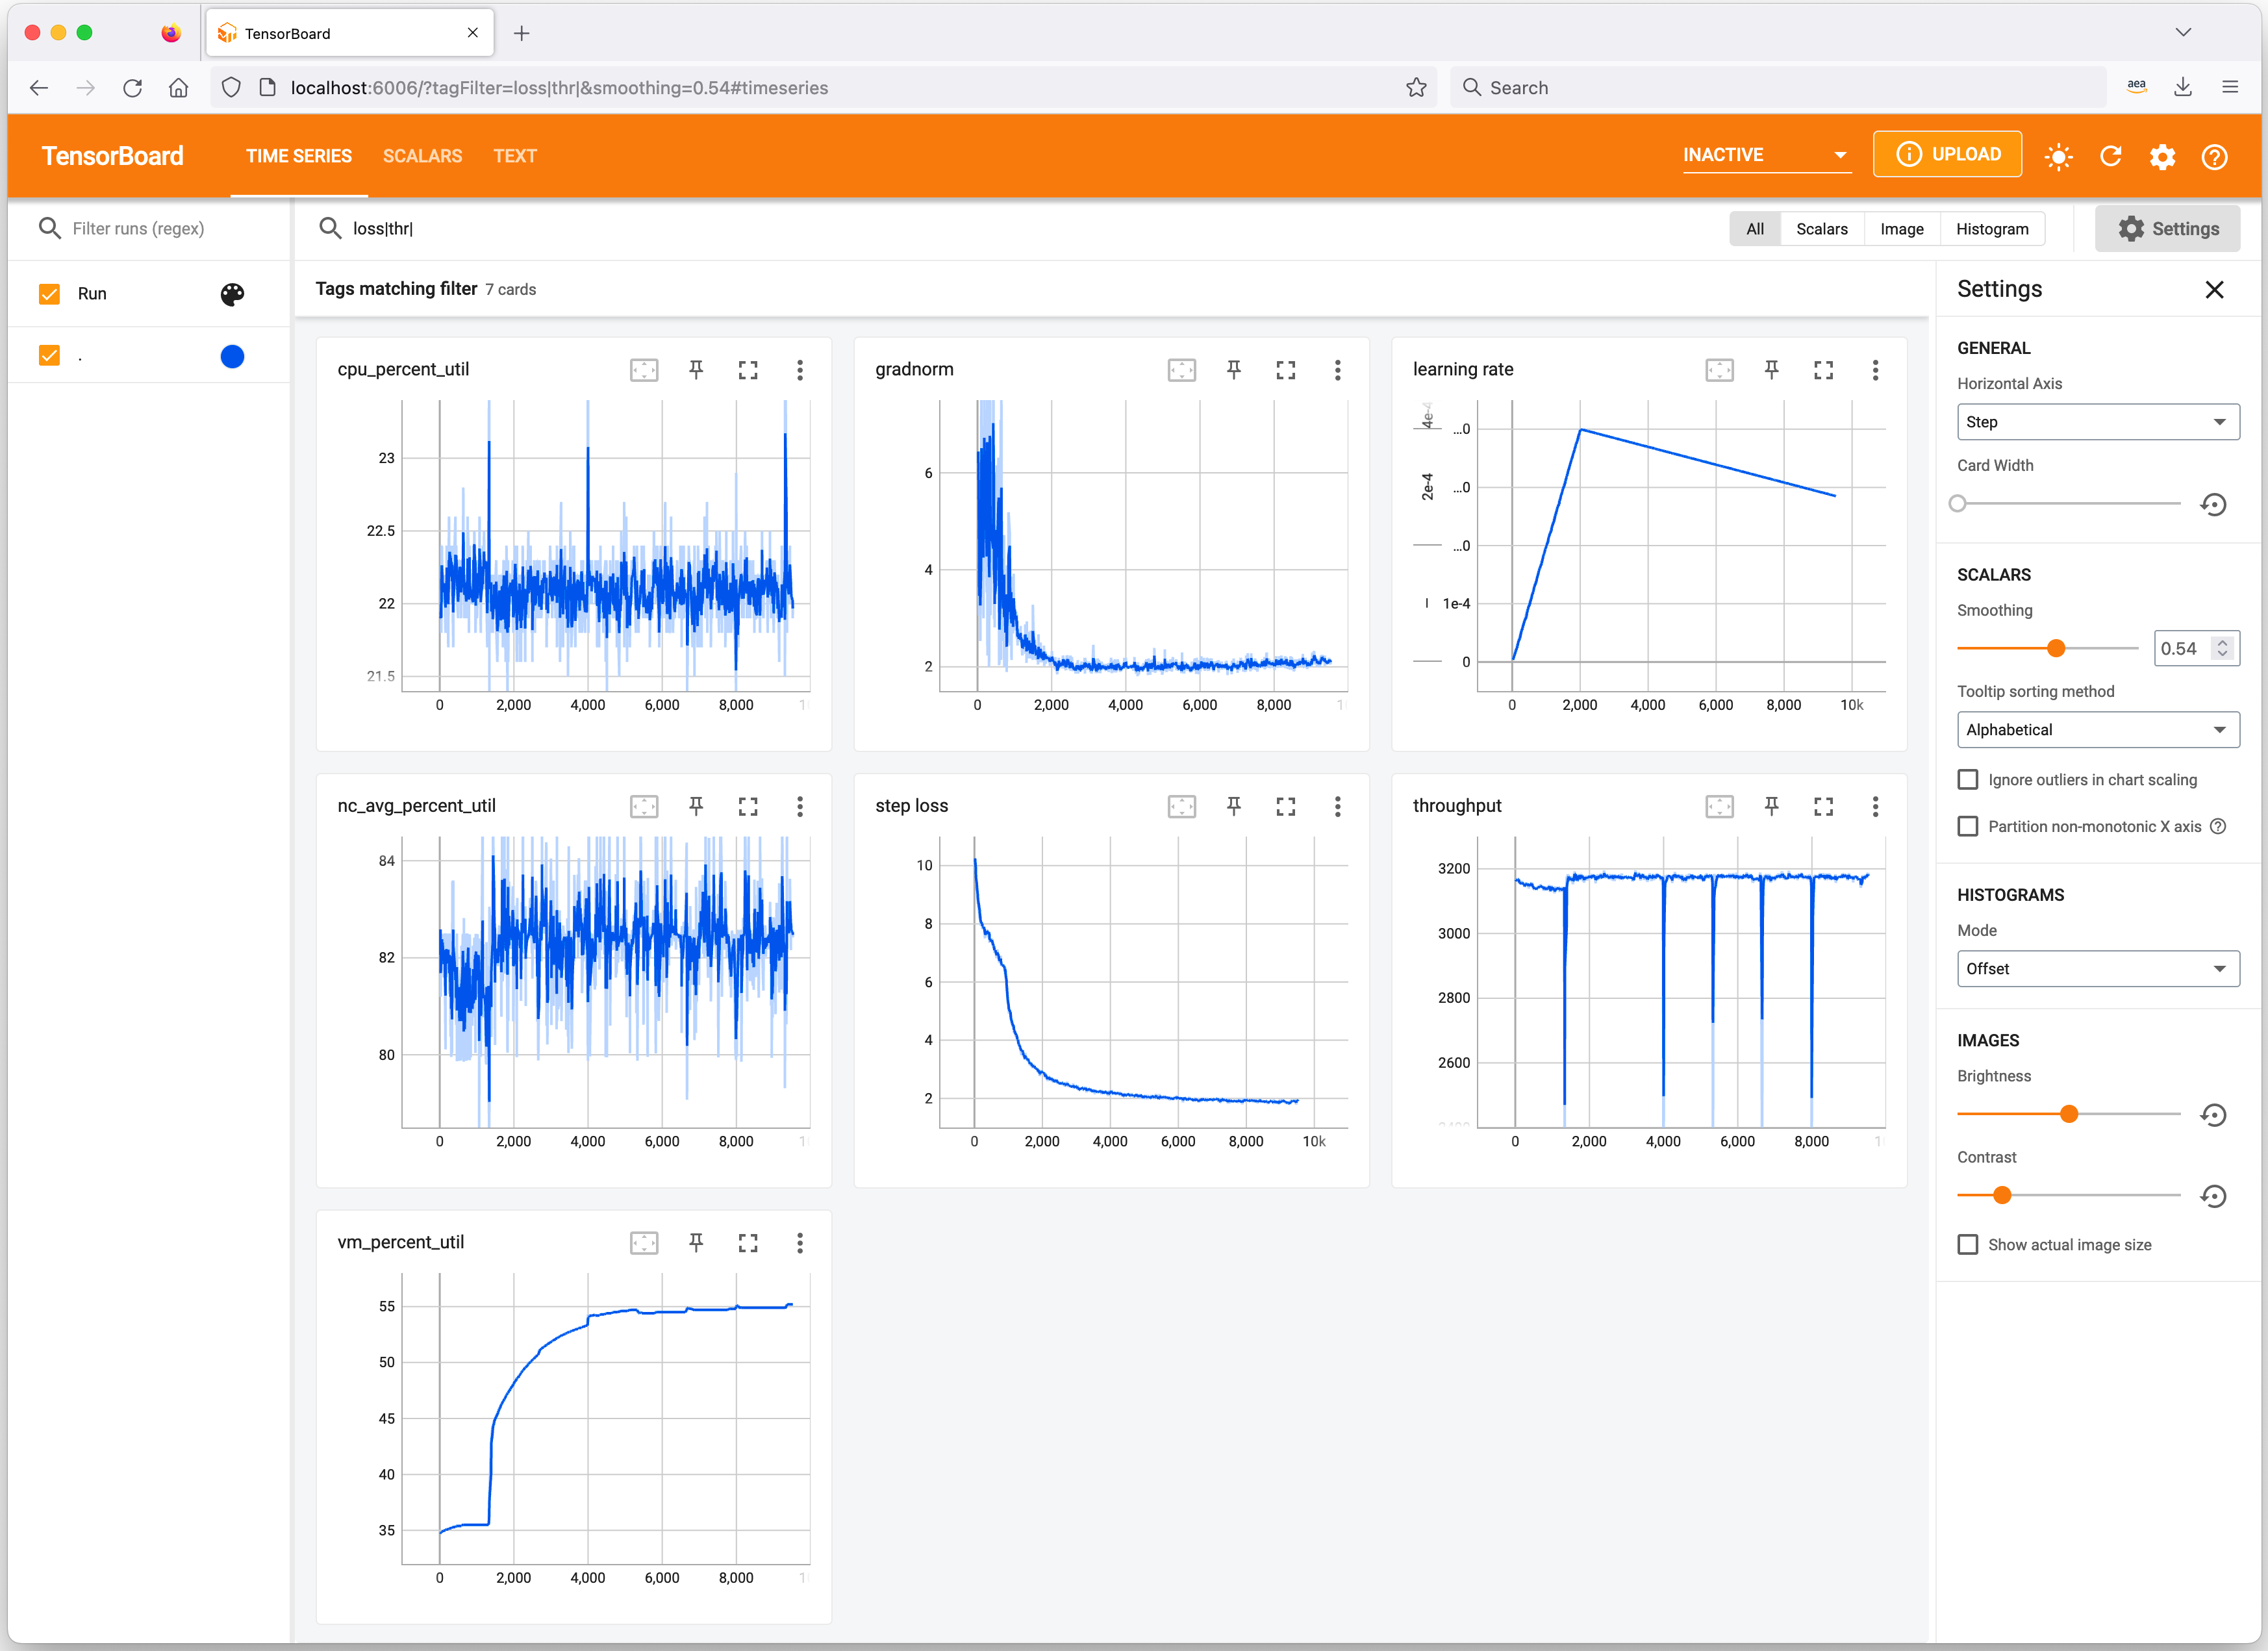 TensorBoard
localhost:6006/?tagFilter=loss|thr|&smoothing=0.54#timeseries
Search
aea
TensorBoard
TIME SERIES
SCALARS
TEXT
INACTIVE
UPLOAD
Filter runs (regex)
loss|thr|
All
Scalars
Image
Histogram
Settings
Run
.
Tags matching filter 7 cards
cpu_percent_util
23
22.5
22
21.5
0 2,000 4,000 6,000 8,000
gradnorm
6
4
2
0 2,000 4,000 6,000 8,000
learning rate
4e-4
...0
2e-4
...0
...0
1e-4
0
0 2,000 4,000 6,000 8,000 10k
nc_avg_percent_util
84
82
80
0 2,000 4,000 6,000 8,000
step loss
10
8
6
4
2
0 2,000 4,000 6,000 8,000 10k
throughput
3200
3000
2800
2600
0 2,000 4,000 6,000 8,000
vm_percent_util
55
50
45
40
35
0 2,000 4,000 6,000 8,000
Settings
GENERAL
Horizontal Axis
Step
Card Width
SCALARS
Smoothing
0.54
Tooltip sorting method
Alphabetical
Ignore outliers in chart scaling
Partition non-monotonic X axis
HISTOGRAMS
Mode
Offset
IMAGES
Brightness
Contrast
Show actual image size